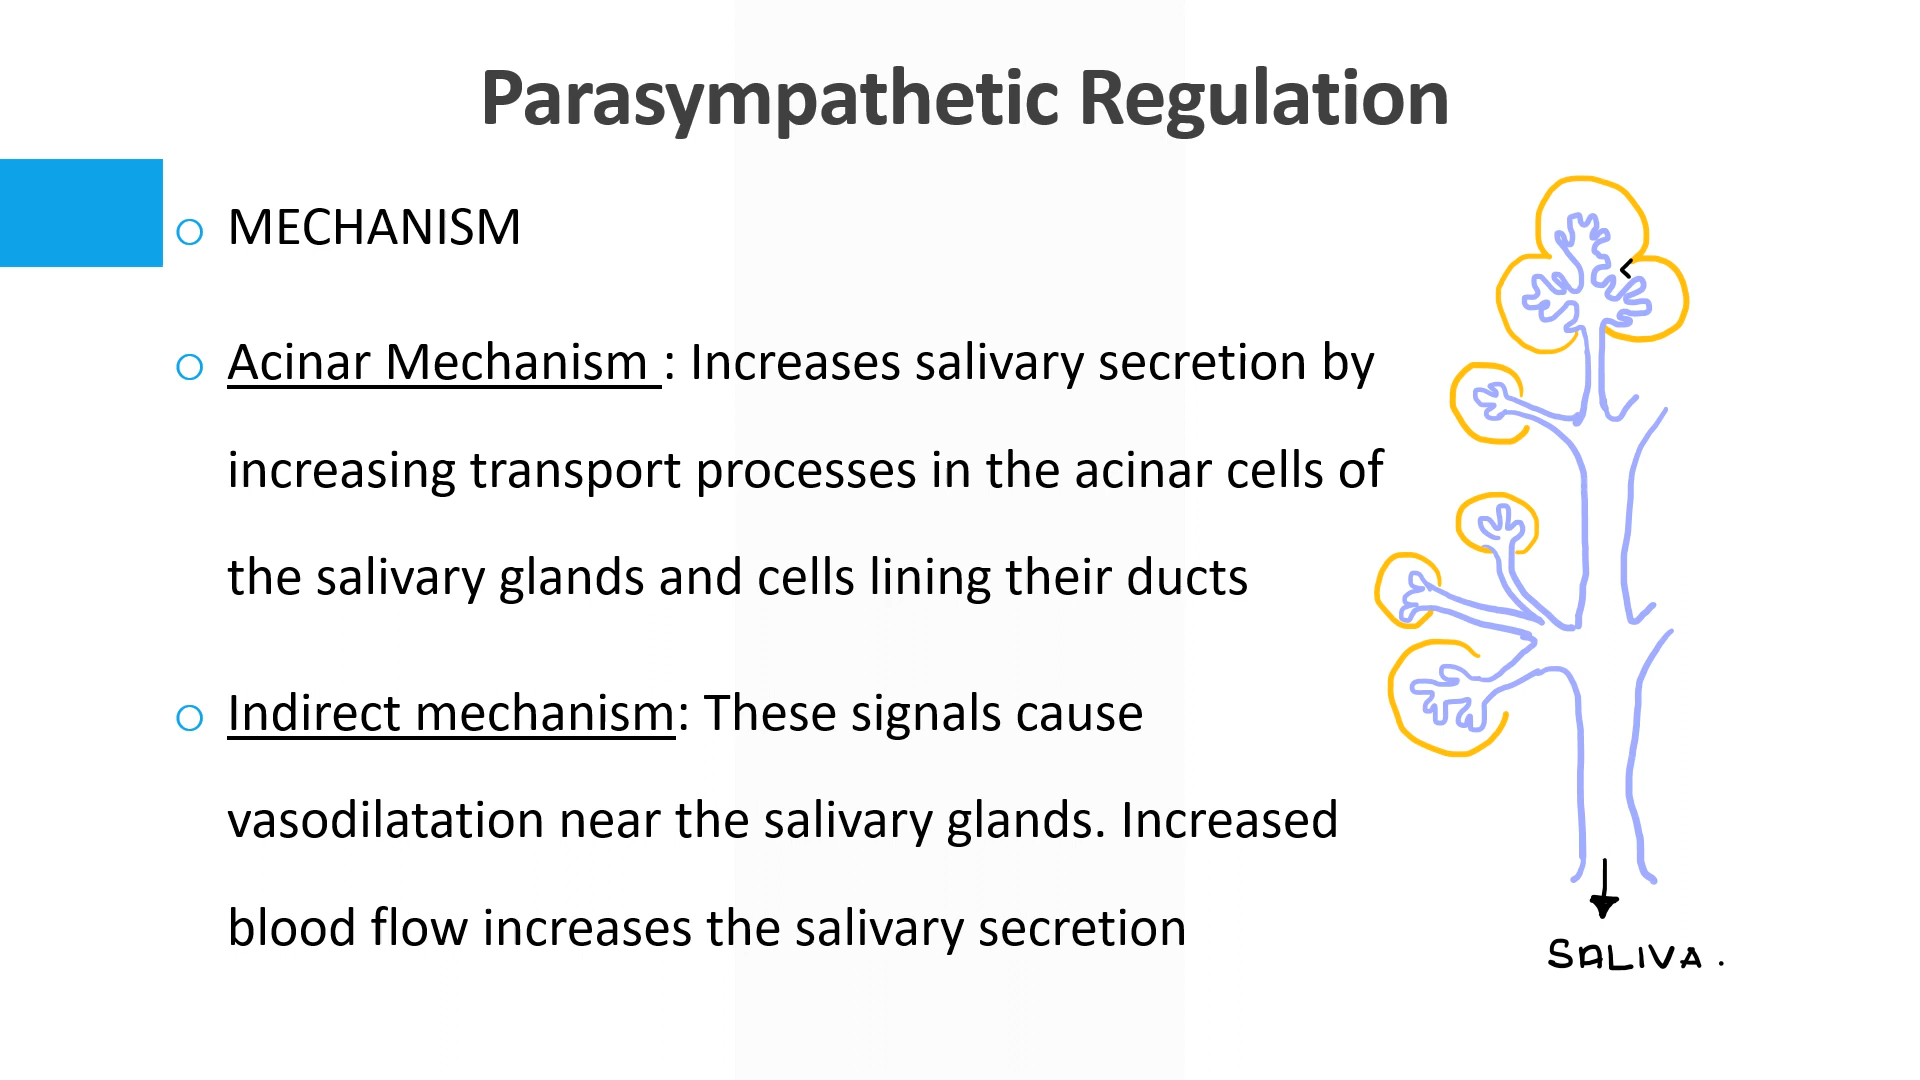 Parasympathetic Regulation
MECHANISM
Acinar Mechanism : Increases salivary secretion by
increasing transport processes in the acinar cells of
the salivary glands and cells lining their ducts
Indirect mechanism: These signals cause
vasodilatation near the salivary glands. Increased
blood flow increases the salivary secretion
SALIVA .